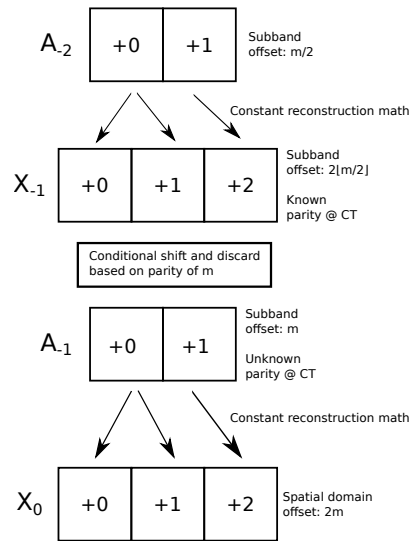 A-2
+0 +1
Subband
offset: m/2
Constant reconstruction math
X-1
+0 +1 +2
Subband
offset: 2⌊m/2⌋
Known
parity @ CT
Conditional shift and discard
based on parity of m
A-1
+0 +1
Subband
offset: m
Unknown
parity @ CT
Constant reconstruction math
X0
+0 +1 +2
Spatial domain
offset: 2m